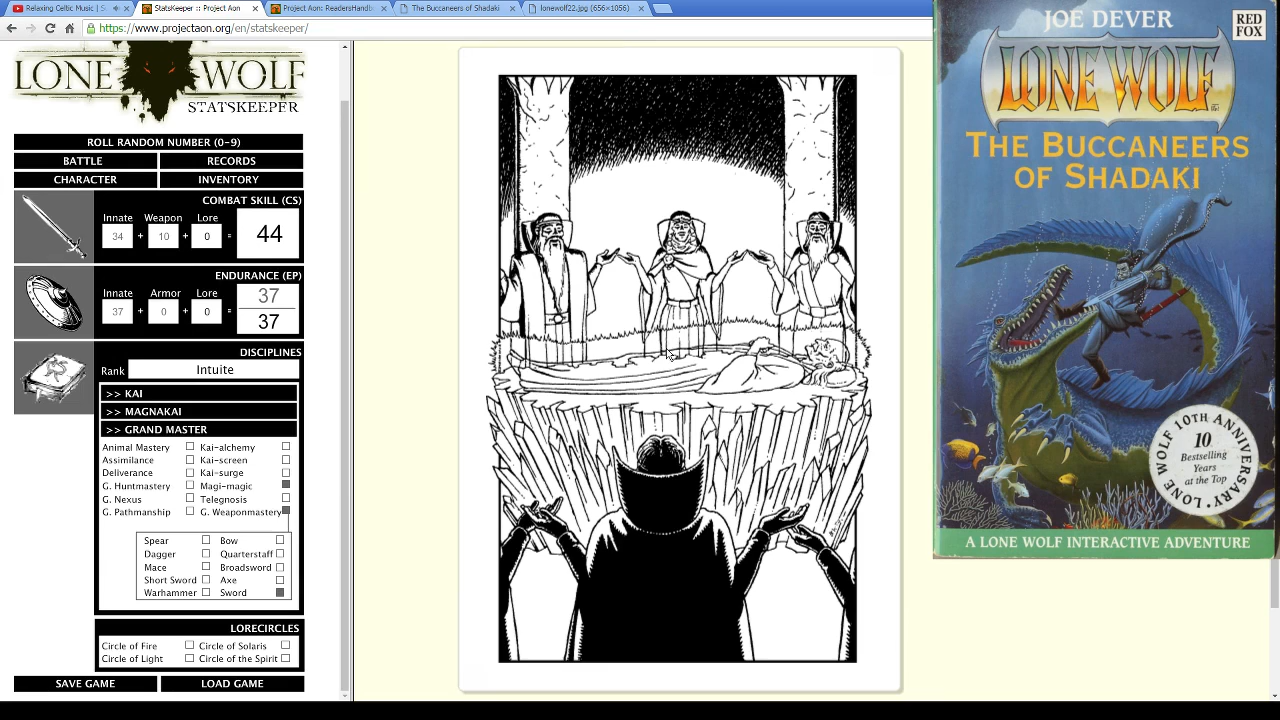 Relaxing Celtic Music | S
StatsKeeper :: Project Aon
Project Aon: ReadersHandb
The Buccaneers of Shadaki
lonewolf22.jpg (656×1056)
https://www.projectaon.org/en/statskeeper/
LONE WOLF
STATSKEEPER
ROLL RANDOM NUMBER (0-9)
BATTLE RECORDS
CHARACTER INVENTORY
COMBAT SKILL (CS)
Innate Weapon Lore
34 + 10 + 0 = 44
ENDURANCE (EP)
Innate Armor Lore
37
37 + 0 + 0 =
37
DISCIPLINES
Rank Intuite
>> KAI
>> MAGNAKAI
>> GRAND MASTER
Animal Mastery Kai-alchemy
Assimilance Kai-screen
Deliverance Kai-surge
G. Huntmastery Magi-magic
G. Nexus Telegnosis
G. Pathmanship G. Weaponmastery
Spear Bow
Dagger Quarterstaff
Mace Broadsword
Short Sword Axe
Warhammer Sword
LORECIRCLES
Circle of Fire Circle of Solaris
Circle of Light Circle of the Spirit
SAVE GAME LOAD GAME
JOE DEVER
RED
FOX
LONE WOLF
THE BUCCANEERS
OF SHADAKI
LONE WOLF 10TH ANNIVERSARY
10
Bestselling
Years
at the Top
A LONE WOLF INTERACTIVE ADVENTURE